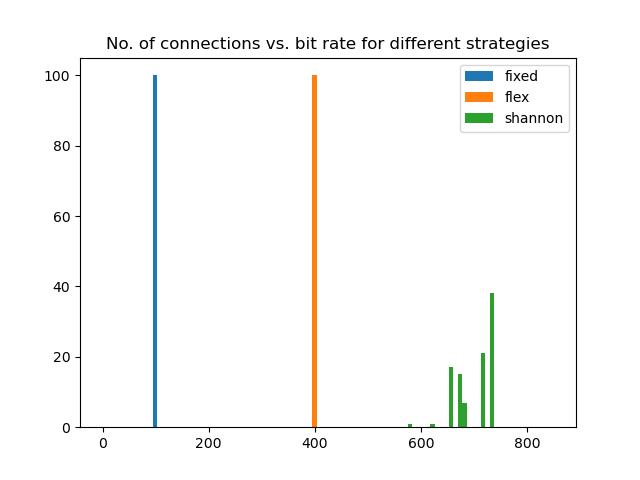 No. of connections vs. bit rate for different strategies
100
80
60
40
20
0
0 200 400 600 800
fixed
flex
shannon